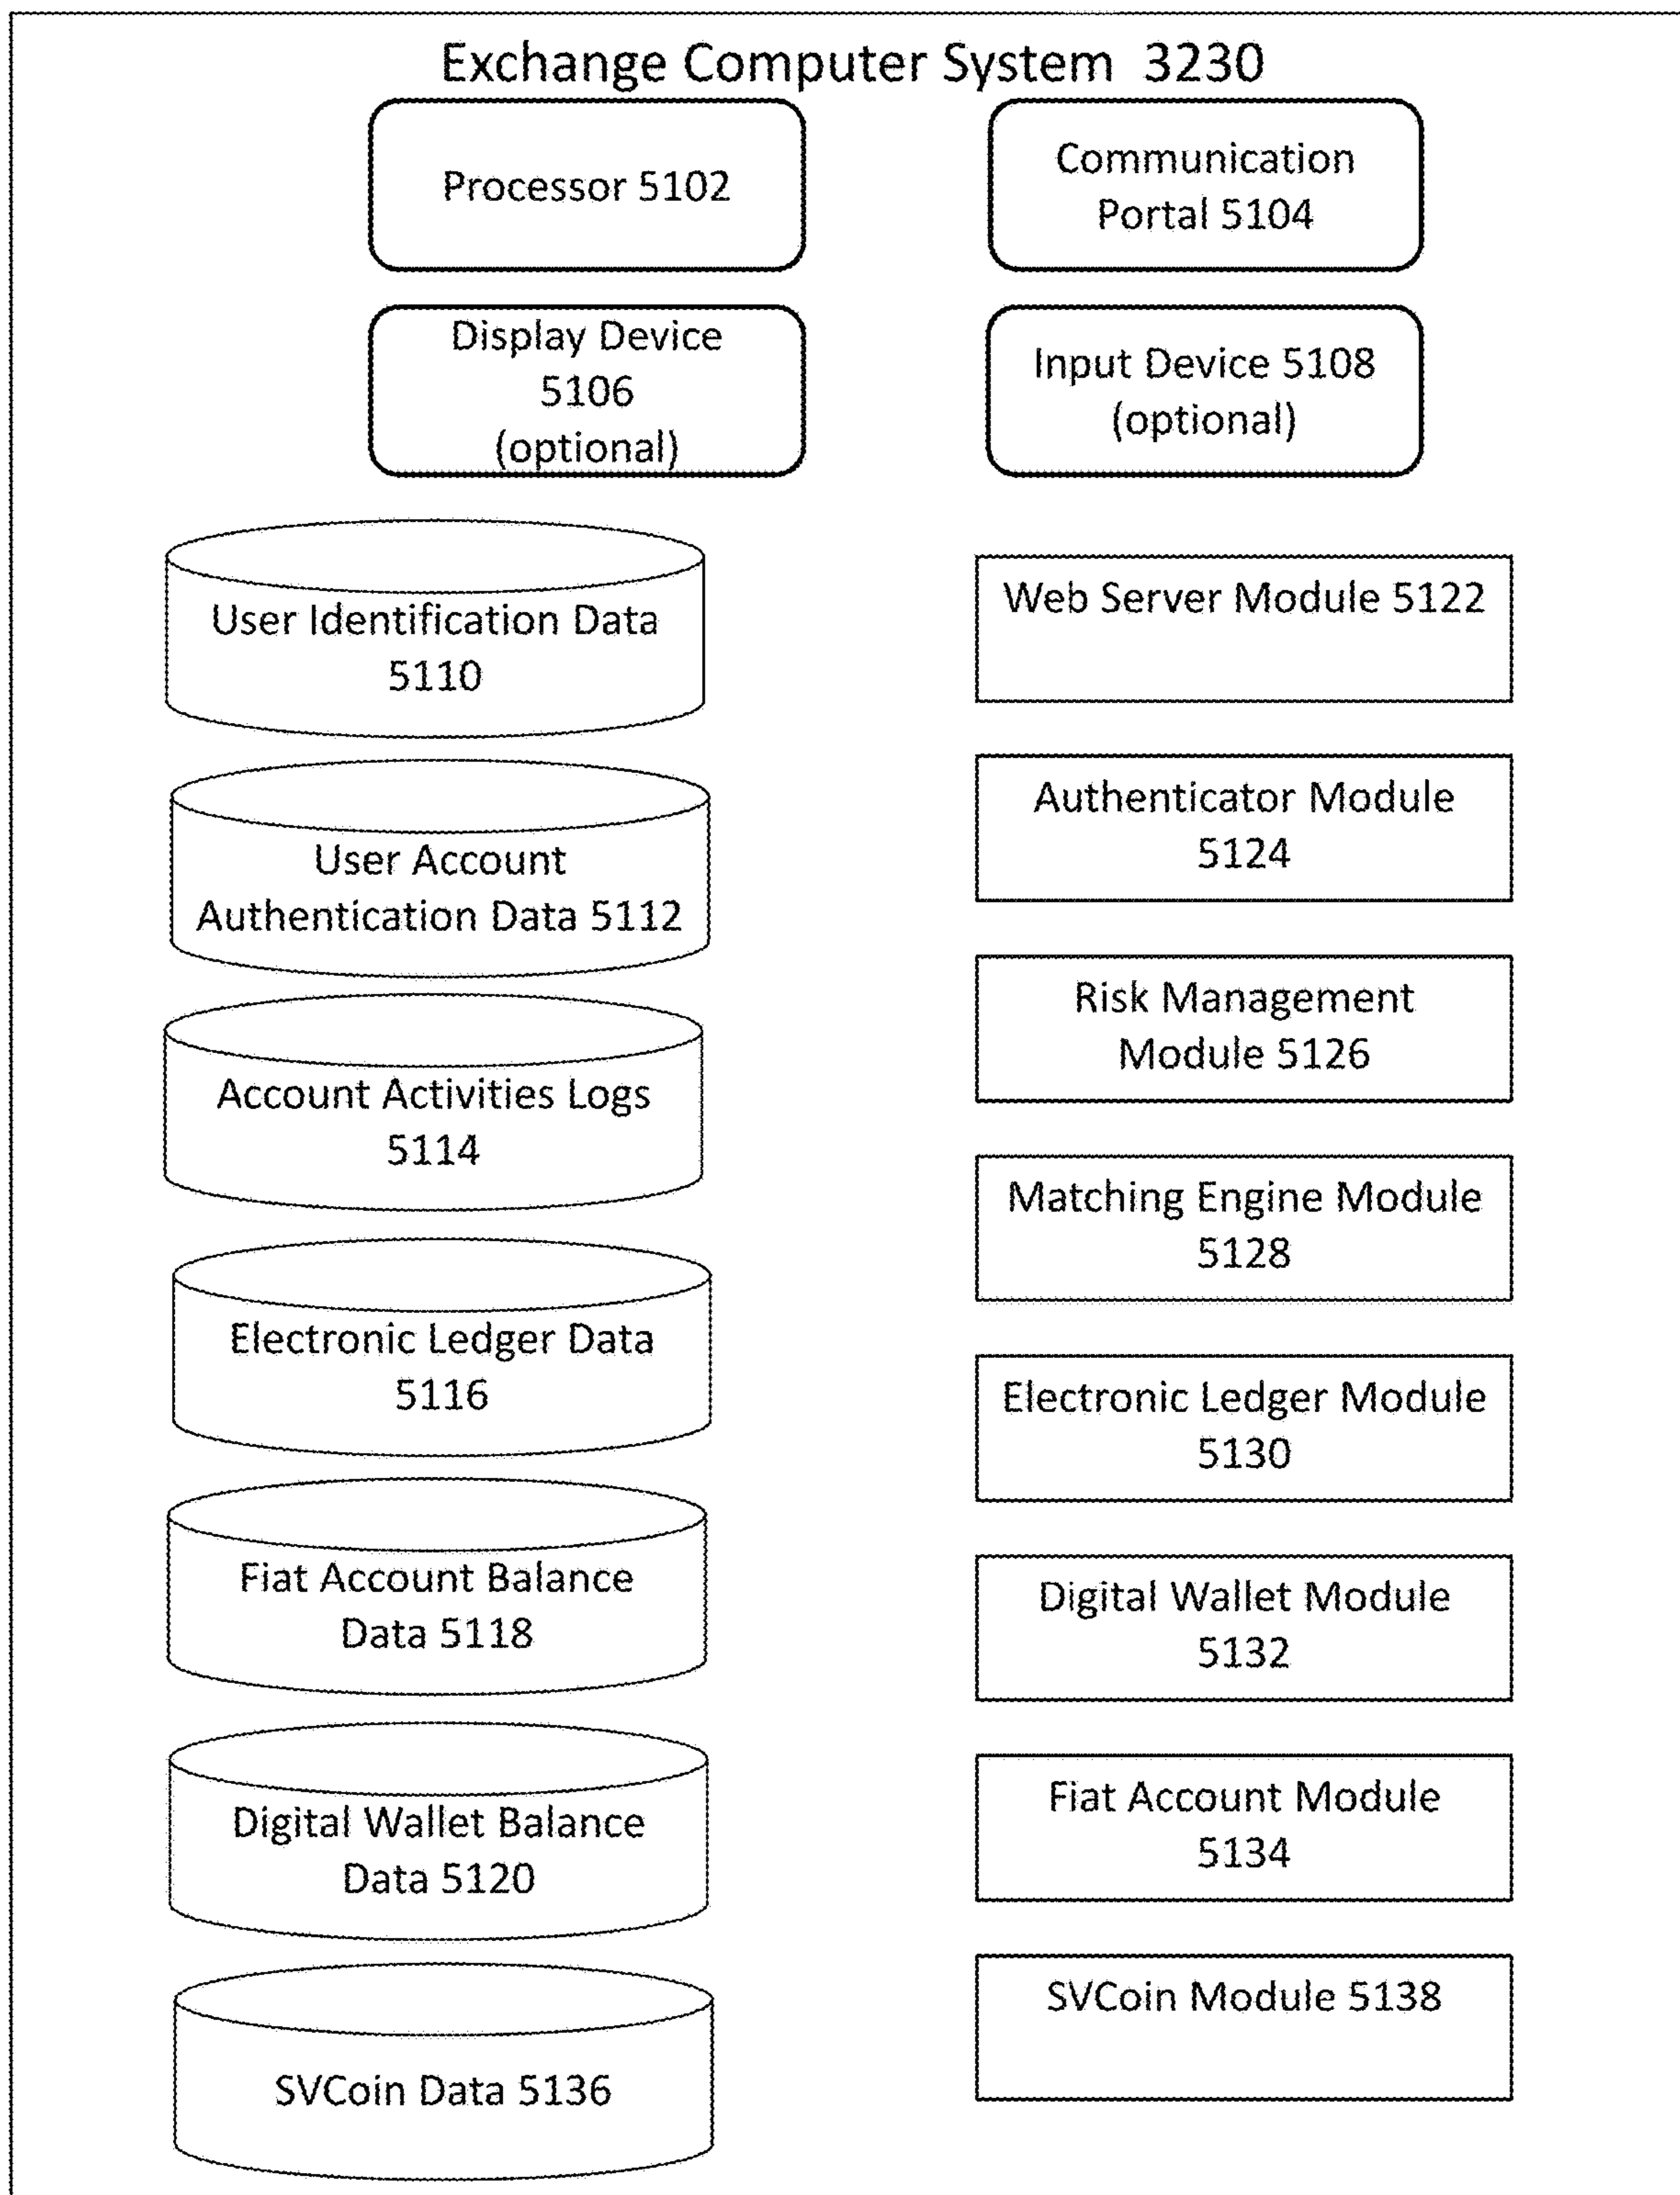 Exchange Computer System 3230
Processor 5102
Communication
Portal 5104
Display Device
5106
(optional)
Input Device 5108
(optional)
User Identification Data
5110
User Account
Authentication Data 5112
Account Activities Logs
5114
Electronic Ledger Data
5116
Fiat Account Balance
Data 5118
Digital Wallet Balance
Data 5120
SVCoin Data 5136
Web Server Module 5122
Authenticator Module
5124
Risk Management
Module 5126
Matching Engine Module
5128
Electronic Ledger Module
5130
Digital Wallet Module
5132
Fiat Account Module
5134
SVCoin Module 5138